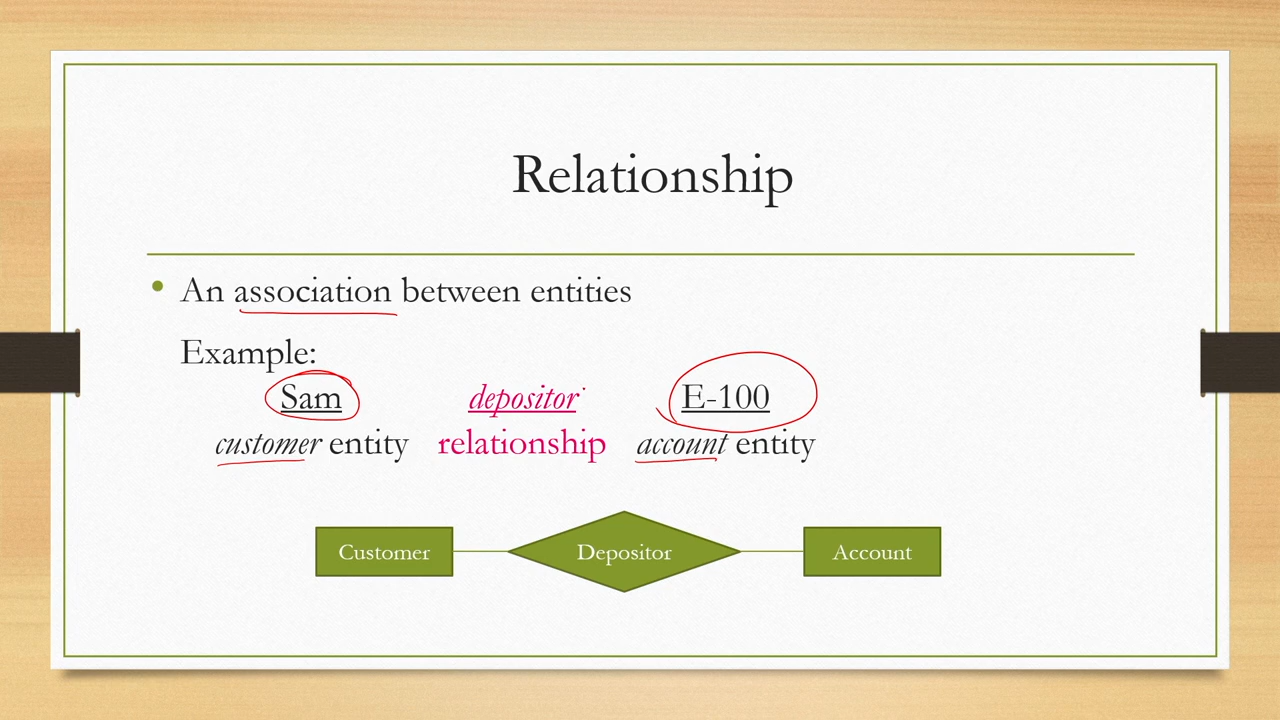 Relationship
• An association between entities
Example:
Sam depositor E-100
customer entity relationship account entity
Customer Depositor Account